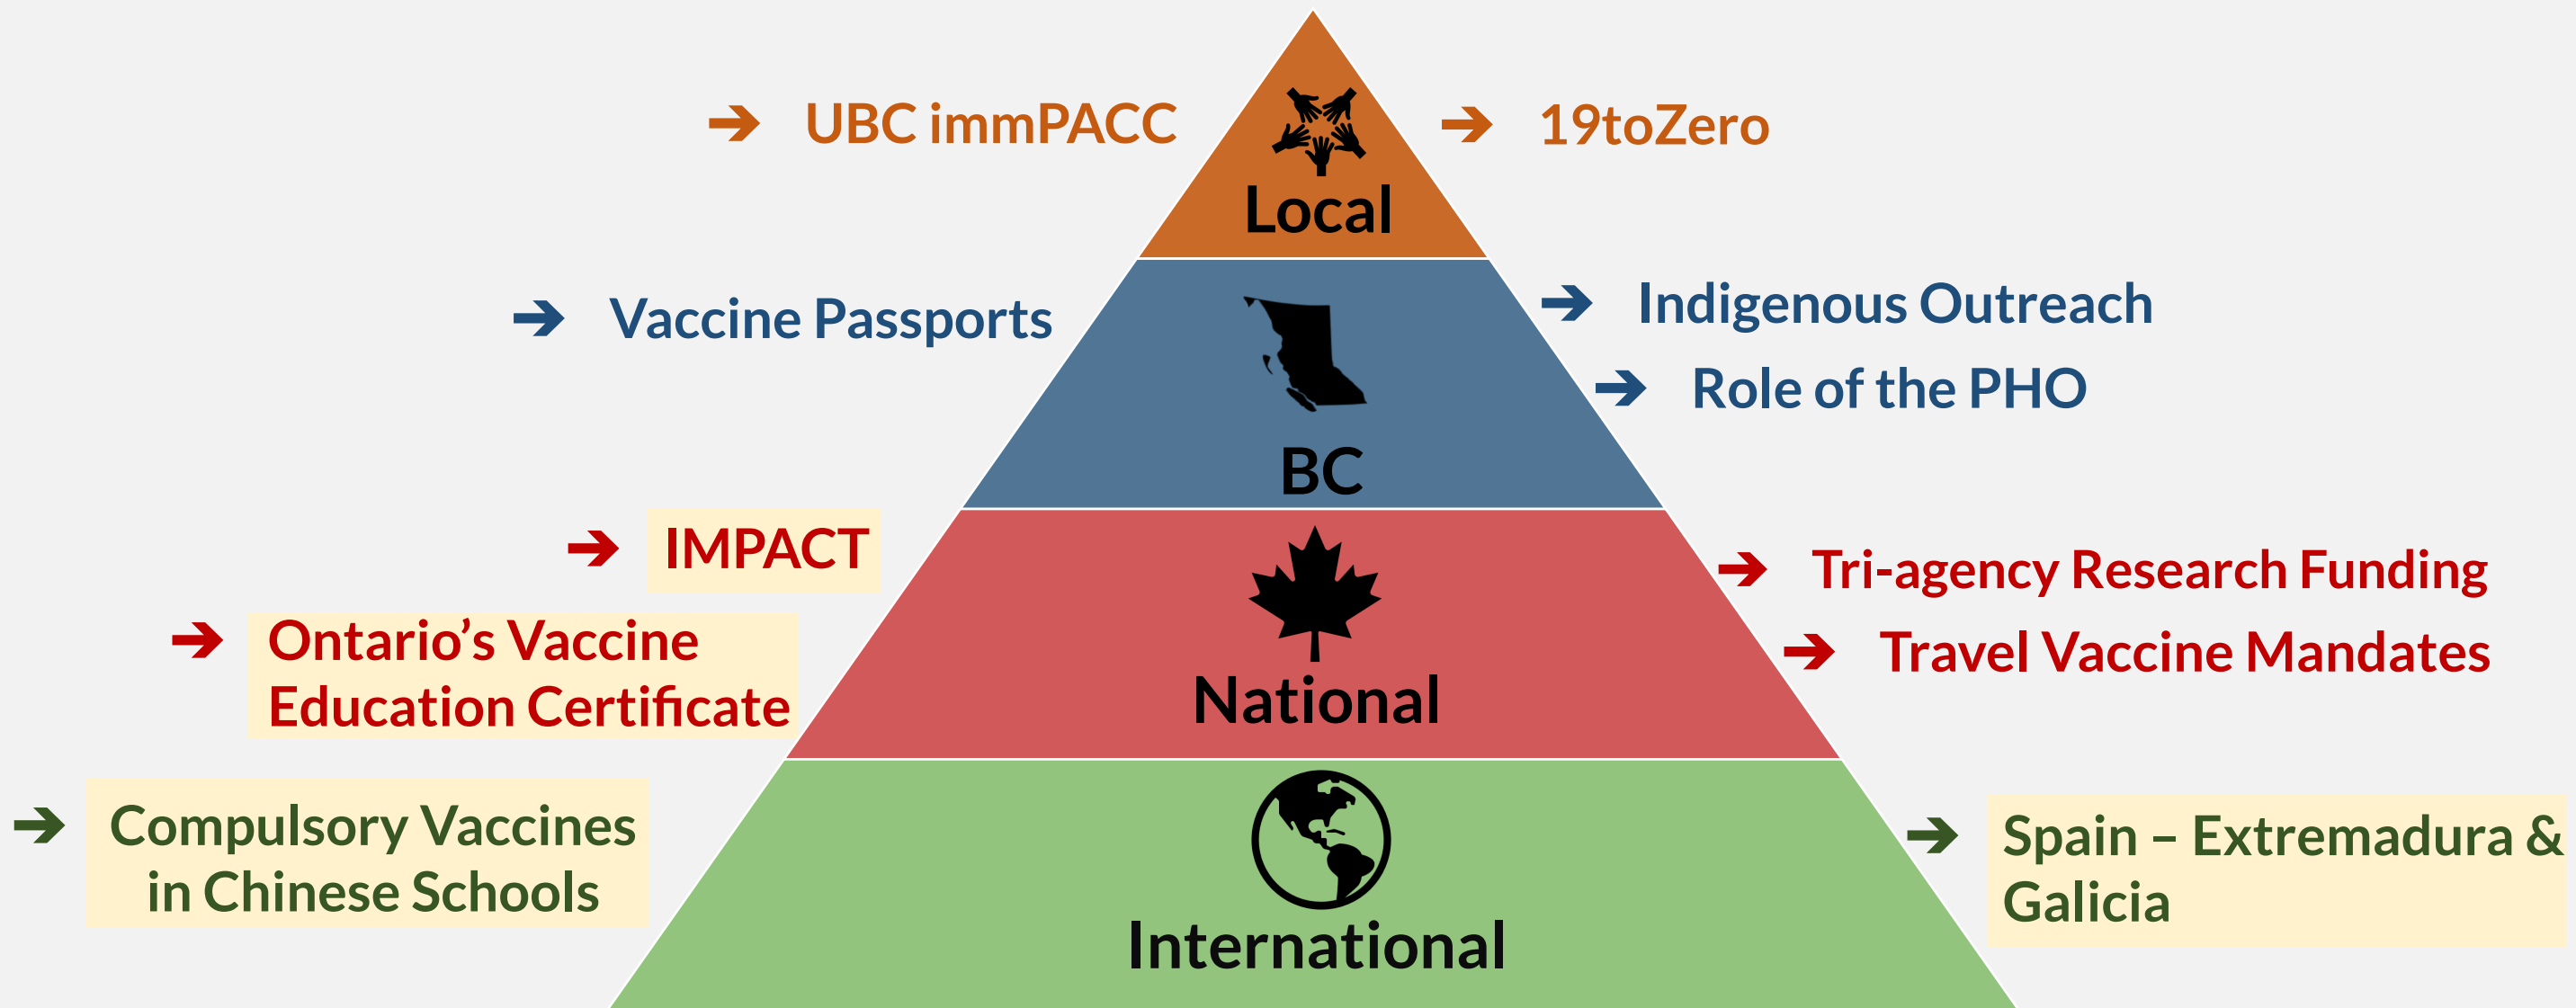 UBC immPACC
19toZero
Local
Vaccine Passports
Indigenous Outreach
Role of the PHO
BC
IMPACT
Ontario’s Vaccine
Education Certificate
Tri-agency Research Funding
Travel Vaccine Mandates
National
Compulsory Vaccines
in Chinese Schools
Spain – Extremadura &
Galicia
International